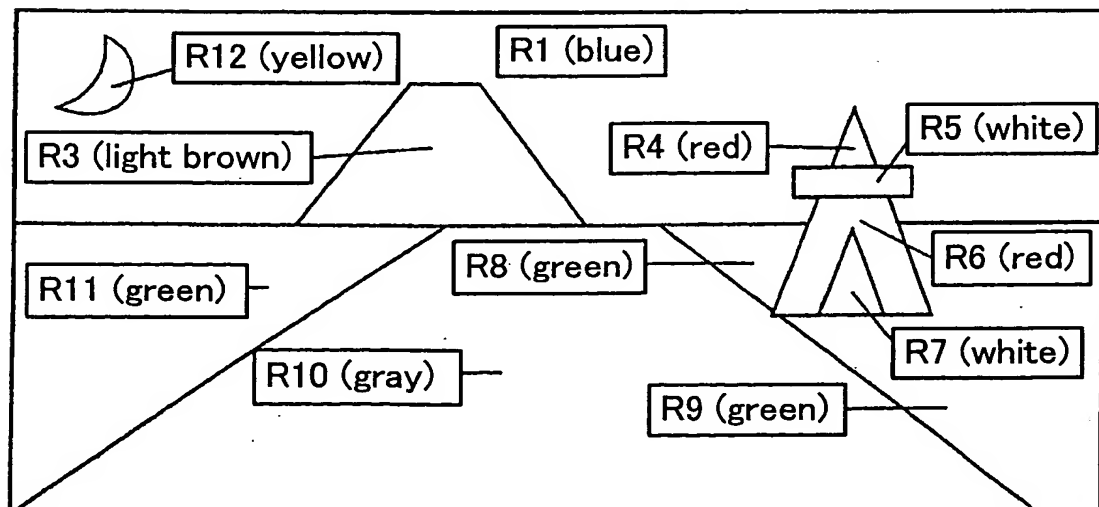 R12 (yellow)
R1 (blue)
R3 (light brown)
R4 (red)
R5 (white)
R11 (green)
R8 (green)
R6 (red)
R10 (gray)
R7 (white)
R9 (green)